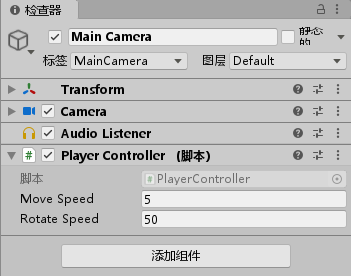 检查器
Main Camera 静态的
标签 MainCamera 图层 Default
Transform
Camera
Audio Listener
Player Controller （脚本）
脚本 PlayerController
Move Speed 5
Rotate Speed 50
添加组件